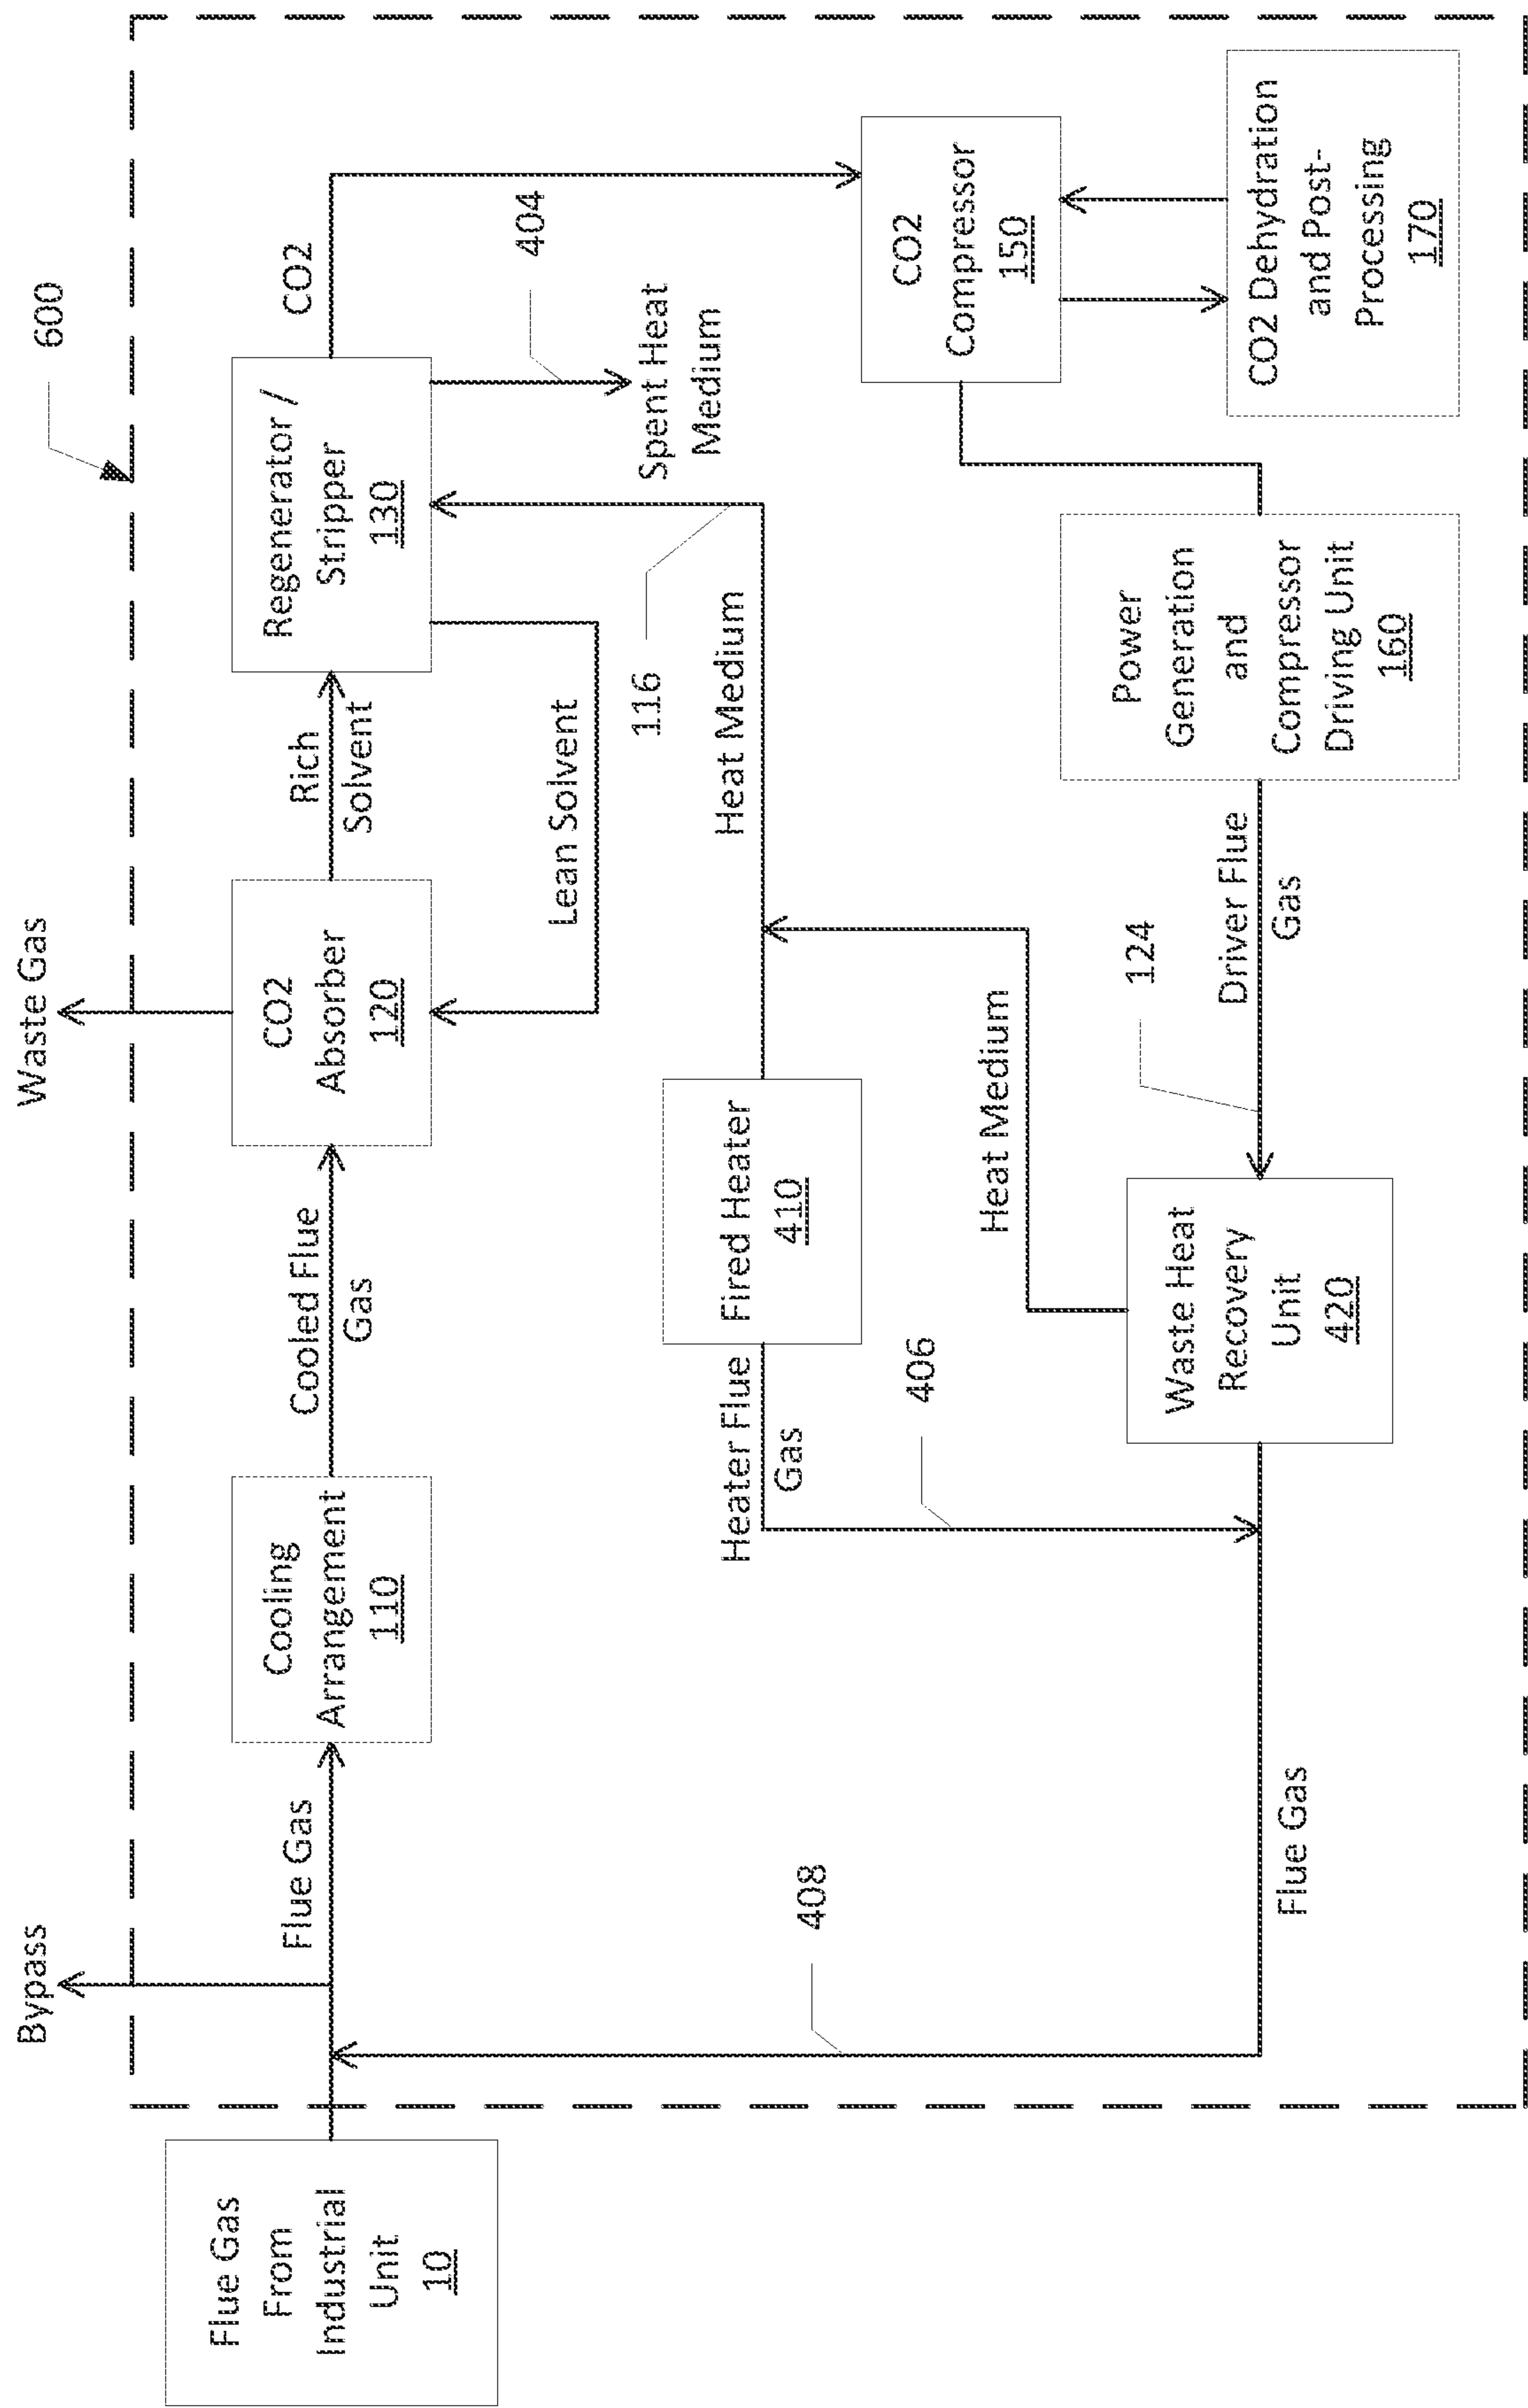 600
Bypass
Waste Gas
Flue Gas
From
Industrial
Unit
10
Flue Gas
Cooling
Arrangement
110
Cooled Flue
Gas
CO2
Absorber
120
Rich
Solvent
Lean Solvent
Regenerator /
Stripper
130
CO2
404
Spent Heat
Medium
116
Heat Medium
Heater Flue
Gas
Fired Heater
410
406
408
Heat Medium
CO2
Compressor
150
124
Flue Gas
Waste Heat
Recovery
Unit
420
Driver Flue
Gas
Power
Generation
and
Compressor
Driving Unit
160
CO2 Dehydration
and Post-
Processing
170